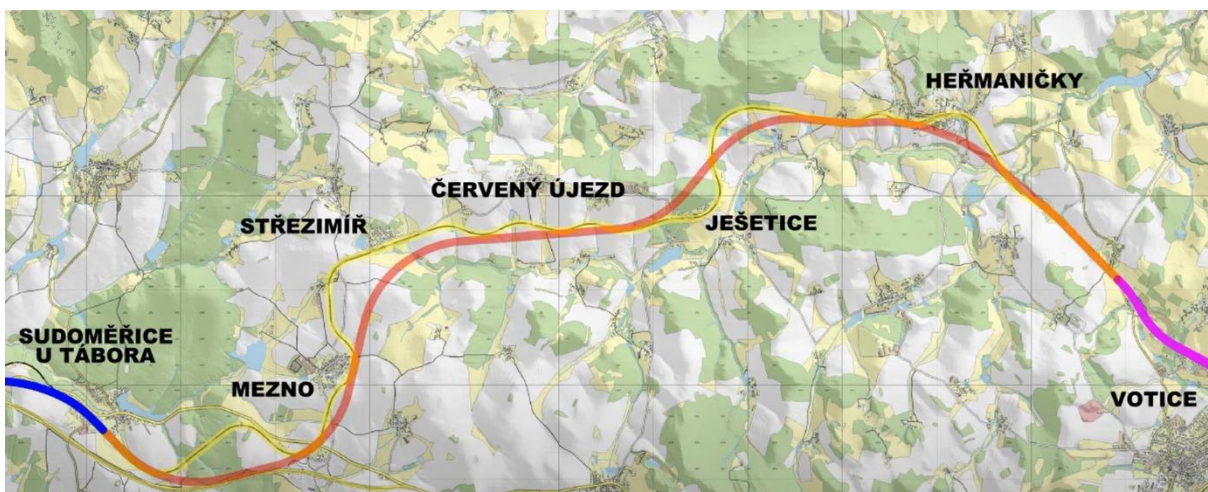 HEŘMANIČKY
ČERVENÝ ÚJEZD
STŘEZIMÍŘ
JEŠETICE
SUDOMĚŘICE
U TÁBORA
MEZNO
VOTICE